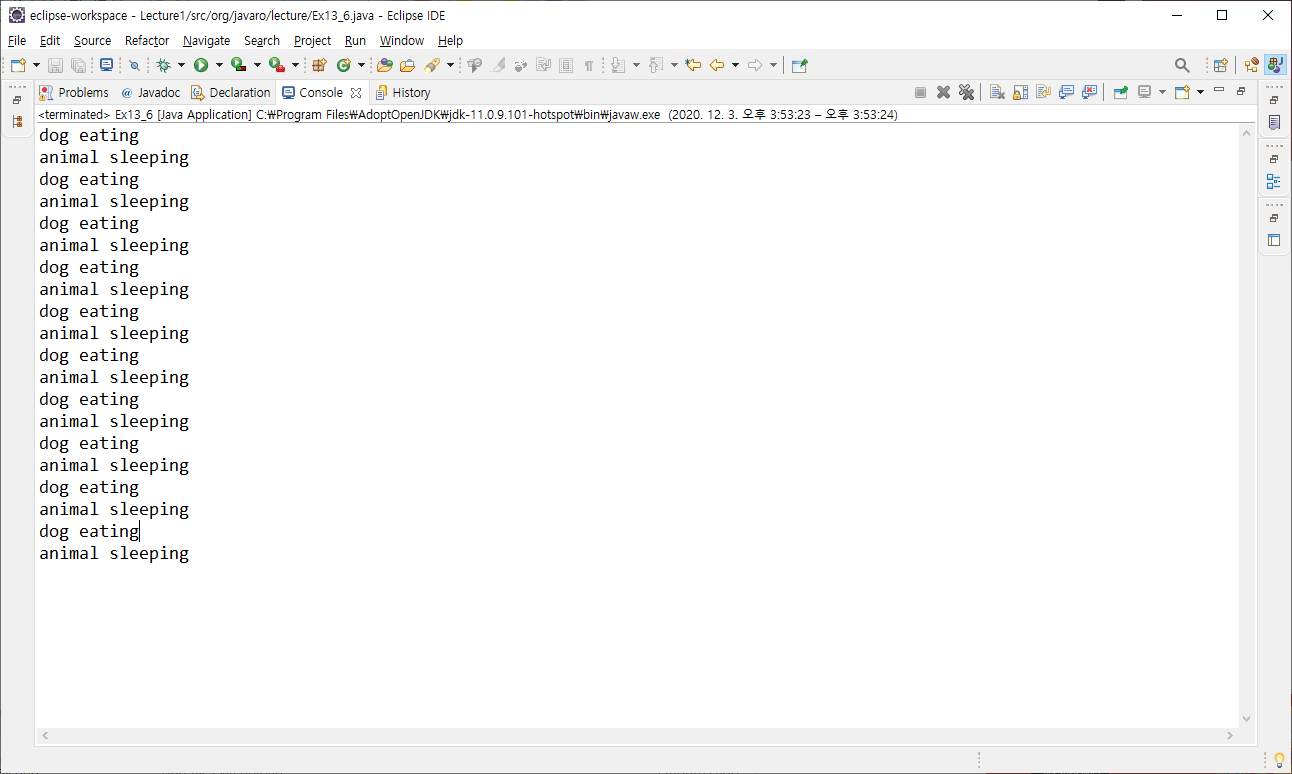 eclipse-workspace - Lecture1/src/org/javaro/lecture/Ex13_6.java - Eclipse IDE
File Edit Source Refactor Navigate Search Project Run Window Help
Problems @ Javadoc Declaration Console History
<terminated> Ex13_6 [Java Application] C:₩Program Files₩AdoptOpenJDK₩jdk-11.0.9.101-hotspot₩bin₩javaw.exe (2020. 12. 3. 오후 3:53:23 – 오후 3:53:24)
dog eating
animal sleeping
dog eating
animal sleeping
dog eating
animal sleeping
dog eating
animal sleeping
dog eating
animal sleeping
dog eating
animal sleeping
dog eating
animal sleeping
dog eating
animal sleeping
dog eating
animal sleeping
dog eating
animal sleeping